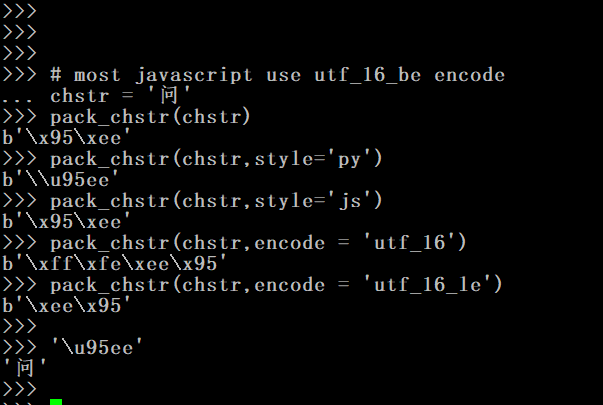 >>>
>>>
>>>
>>> # most javascript use utf_16_be encode
... chstr = '问'
>>> pack_chstr(chstr)
b'\x95\xee'
>>> pack_chstr(chstr,style='py')
b'\\u95ee'
>>> pack_chstr(chstr,style='js')
b'\x95\xee'
>>> pack_chstr(chstr,encode = 'utf_16')
b'\xff\xfe\xee\x95'
>>> pack_chstr(chstr,encode = 'utf_16_le')
b'\xee\x95'
>>>
>>> '\u95ee'
'问'
>>>
>>>